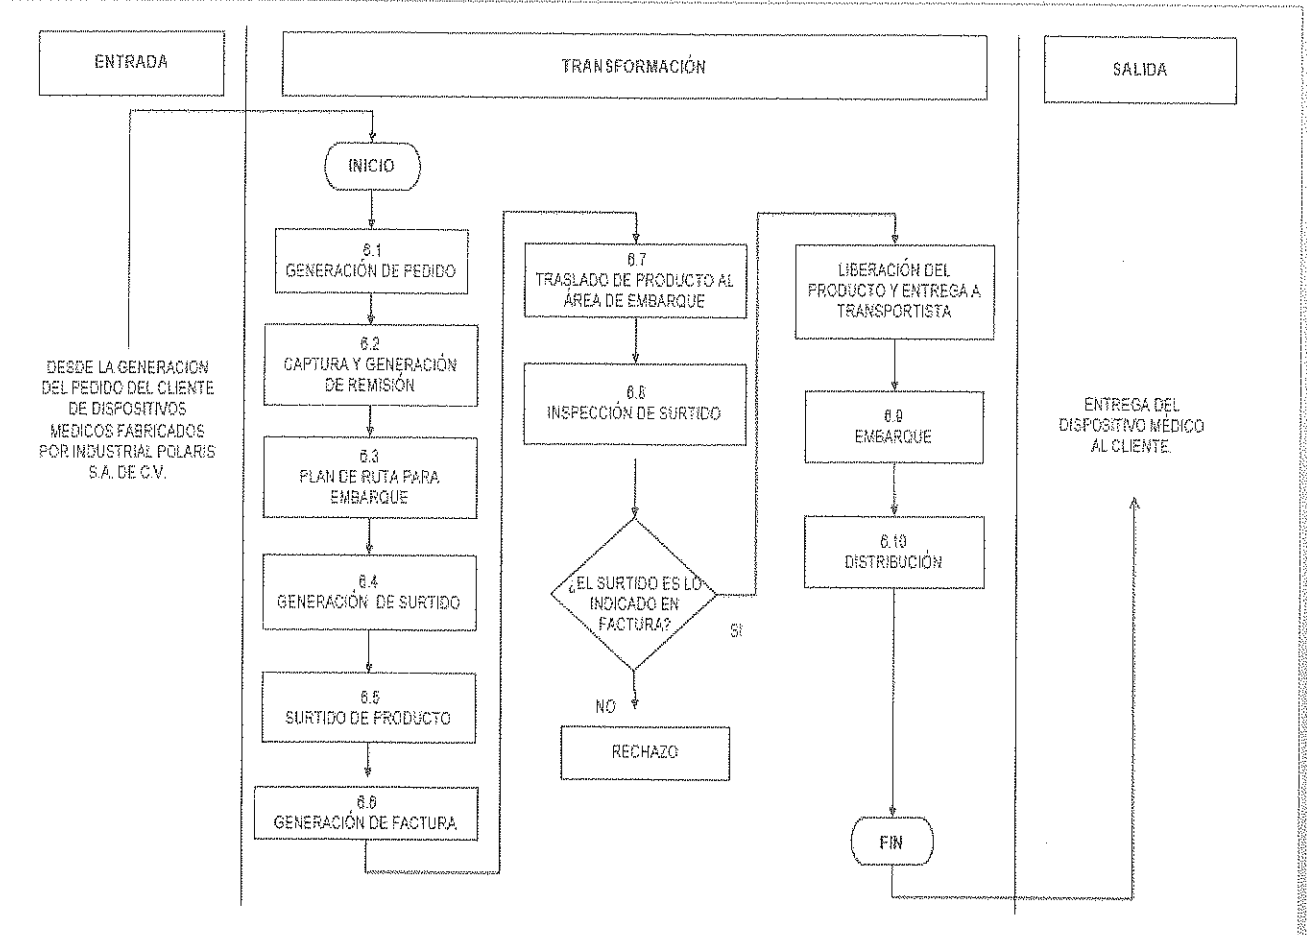 ENTRADA
TRANSFORMACIÓN
SALIDA
DESDE LA GENERACION
DEL PEDIDO DEL CLIENTE
DE DISPOSITIVOS
MEDICOS FABRICADOS
POR INDUSTRIAL POLARIS
S.A. DE C.V.
INICIO
6.1
GENERACIÓN DE PEDIDO
6.2
CAPTURA Y GENERACIÓN
DE REMISIÓN
6.3
PLAN DE RUTA PARA
EMBARQUE
6.4
GENERACIÓN DE SURTIDO
6.5
SURTIDO DE PRODUCTO
6.6
GENERACIÓN DE FACTURA
6.7
TRASLADO DE PRODUCTO AL
ÁREA DE EMBARQUE
6.8
INSPECCIÓN DE SURTIDO
¿EL SURTIDO ES LO
INDICADO EN
FACTURA?
SI
NO
RECHAZO
LIBERACIÓN DEL
PRODUCTO Y ENTREGA A
TRANSPORTISTA
6.9
EMBARQUE
6.10
DISTRIBUCIÓN
FIN
ENTREGA DEL
DISPOSITIVO MÉDICO
AL CLIENTE.